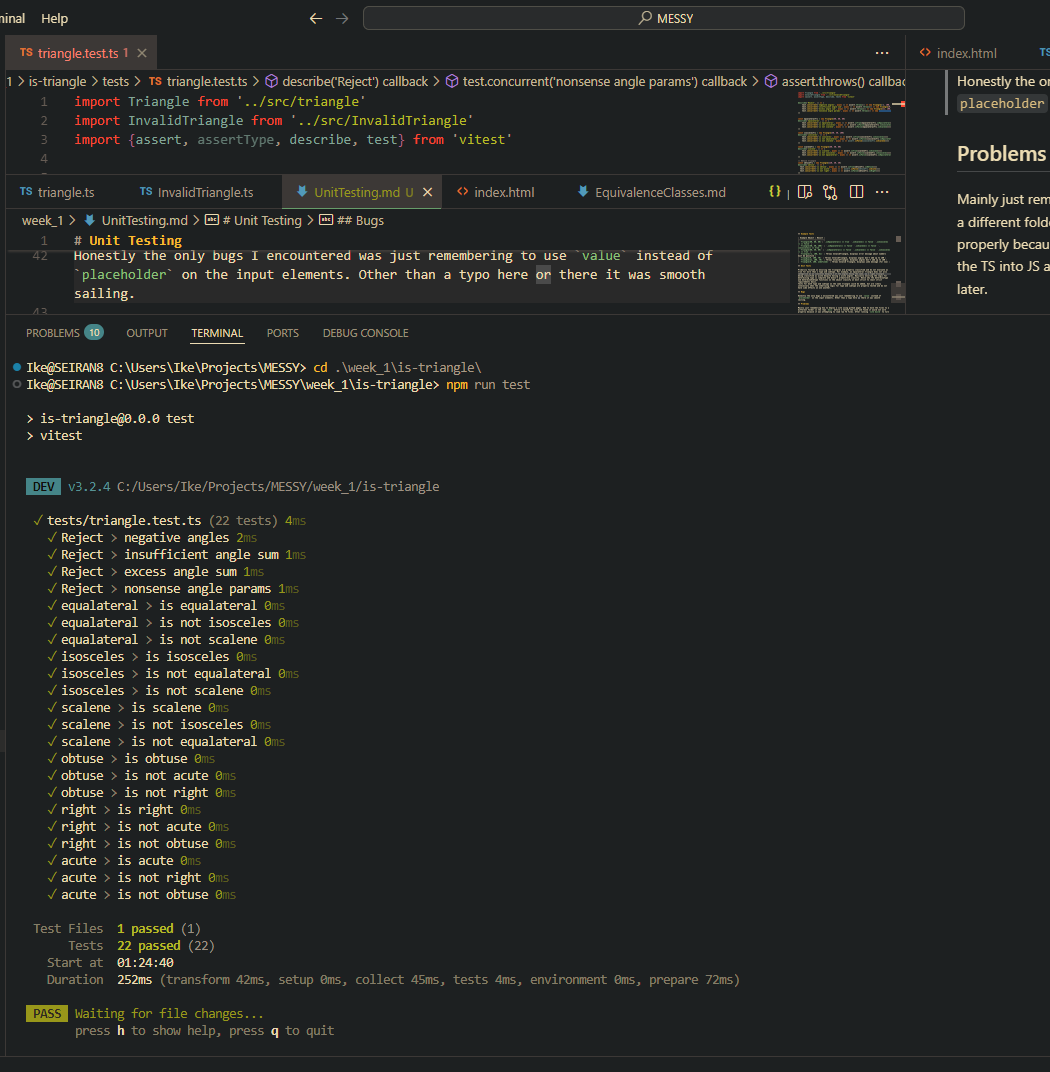 minal Help
MESSY
TS triangle.test.ts 1
index.html
TS
1 > is-triangle > tests > TS triangle.test.ts > describe('Reject') callback > test.concurrent('nonsense angle params') callback > assert.throws() callbac
1 import Triangle from '../src/triangle'
2 import InvalidTriangle from '../src/InvalidTriangle'
3 import {assert, assertType, describe, test} from 'vitest'
4
Honestly the on
placeholder
Problems
Mainly just rem
a different folde
properly becau
the TS into JS a
later.
TS triangle.ts TS InvalidTriangle.ts UnitTesting.md U index.html EquivalenceClasses.md
week_1 > UnitTesting.md > # Unit Testing > ## Bugs
1 # Unit Testing
42 Honestly the only bugs I encountered was just remembering to use `value` instead of
`placeholder` on the input elements. Other than a typo here or there it was smooth
sailing.
43
PROBLEMS 10 OUTPUT TERMINAL PORTS DEBUG CONSOLE
Ike@SEIRAN8 C:\Users\Ike\Projects\MESSY> cd .\week_1\is-triangle\
Ike@SEIRAN8 C:\Users\Ike\Projects\MESSY\week_1\is-triangle> npm run test
> is-triangle@0.0.0 test
> vitest
DEV v3.2.4 C:/Users/Ike/Projects/MESSY/week_1/is-triangle
✓ tests/triangle.test.ts (22 tests) 4ms
✓ Reject > negative angles 2ms
✓ Reject > insufficient angle sum 1ms
✓ Reject > excess angle sum 1ms
✓ Reject > nonsense angle params 1ms
✓ equalateral > is equalateral 0ms
✓ equalateral > is not isosceles 0ms
✓ equalateral > is not scalene 0ms
✓ isosceles > is isosceles 0ms
✓ isosceles > is not equalateral 0ms
✓ isosceles > is not scalene 0ms
✓ scalene > is scalene 0ms
✓ scalene > is not isosceles 0ms
✓ scalene > is not equalateral 0ms
✓ obtuse > is obtuse 0ms
✓ obtuse > is not acute 0ms
✓ obtuse > is not right 0ms
✓ right > is right 0ms
✓ right > is not acute 0ms
✓ right > is not obtuse 0ms
✓ acute > is acute 0ms
✓ acute > is not right 0ms
✓ acute > is not obtuse 0ms
Test Files 1 passed (1)
Tests 22 passed (22)
Start at 01:24:40
Duration 252ms (transform 42ms, setup 0ms, collect 45ms, tests 4ms, environment 0ms, prepare 72ms)
PASS Waiting for file changes...
press h to show help, press q to quit